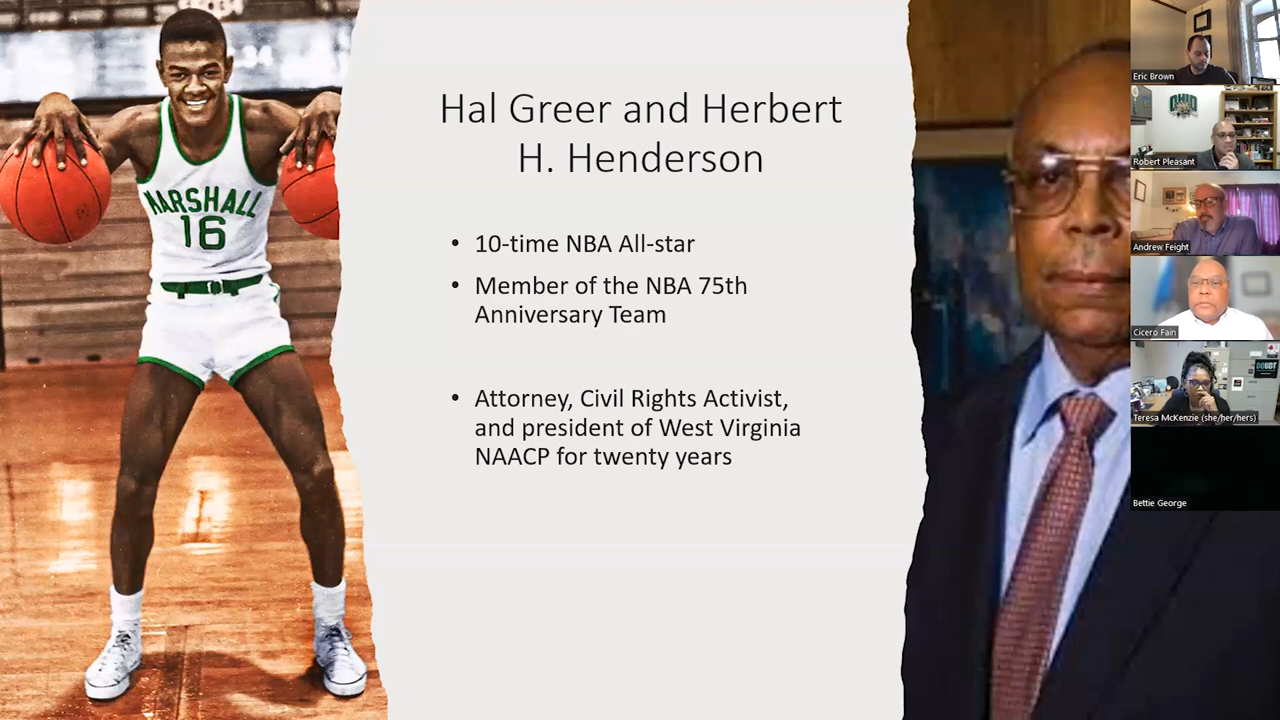 Hal Greer and Herbert
H. Henderson
• 10-time NBA All-star
• Member of the NBA 75th
Anniversary Team
• Attorney, Civil Rights Activist,
and president of West Virginia
NAACP for twenty years
MARSHALL
16
Eric Brown
OHIO
Robert Pleasant
Andrew Feight
Cicero Fain
DOUBT
Teresa McKenzie (she/her/hers)
Bettie George